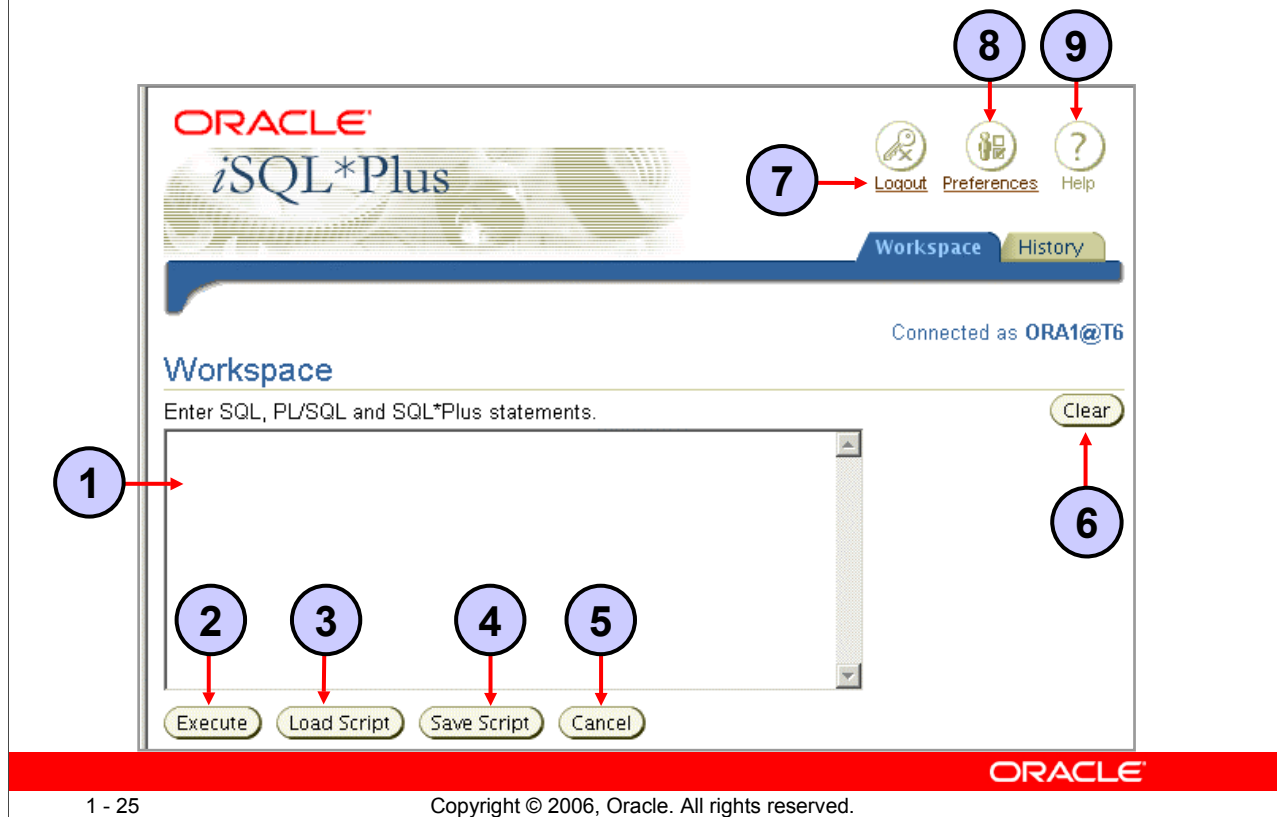 8 9
ORACLE
iSQL*Plus
7
Logout Preferences Help
Workspace History
Connected as ORA1@T6
Workspace
Enter SQL, PL/SQL and SQL*Plus statements.
Clear
1
6
2 3 4 5
Execute Load Script Save Script Cancel
ORACLE
1 - 25 Copyright © 2006, Oracle. All rights reserved.